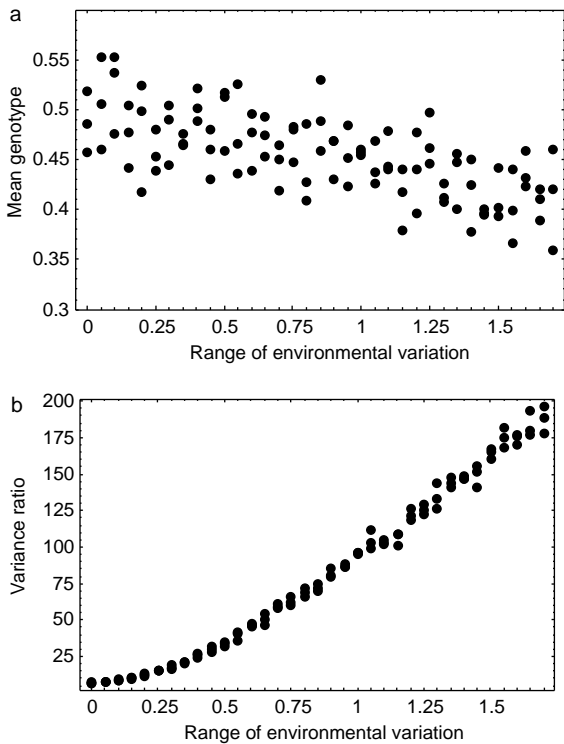 a
0.55
0.5
0.45
0.4
0.35
0.3
Mean genotype
0 0.25 0.5 0.75 1 1.25 1.5
Range of environmental variation
b
200
175
150
125
100
75
50
25
Variance ratio
0 0.25 0.5 0.75 1 1.25 1.5
Range of environmental variation